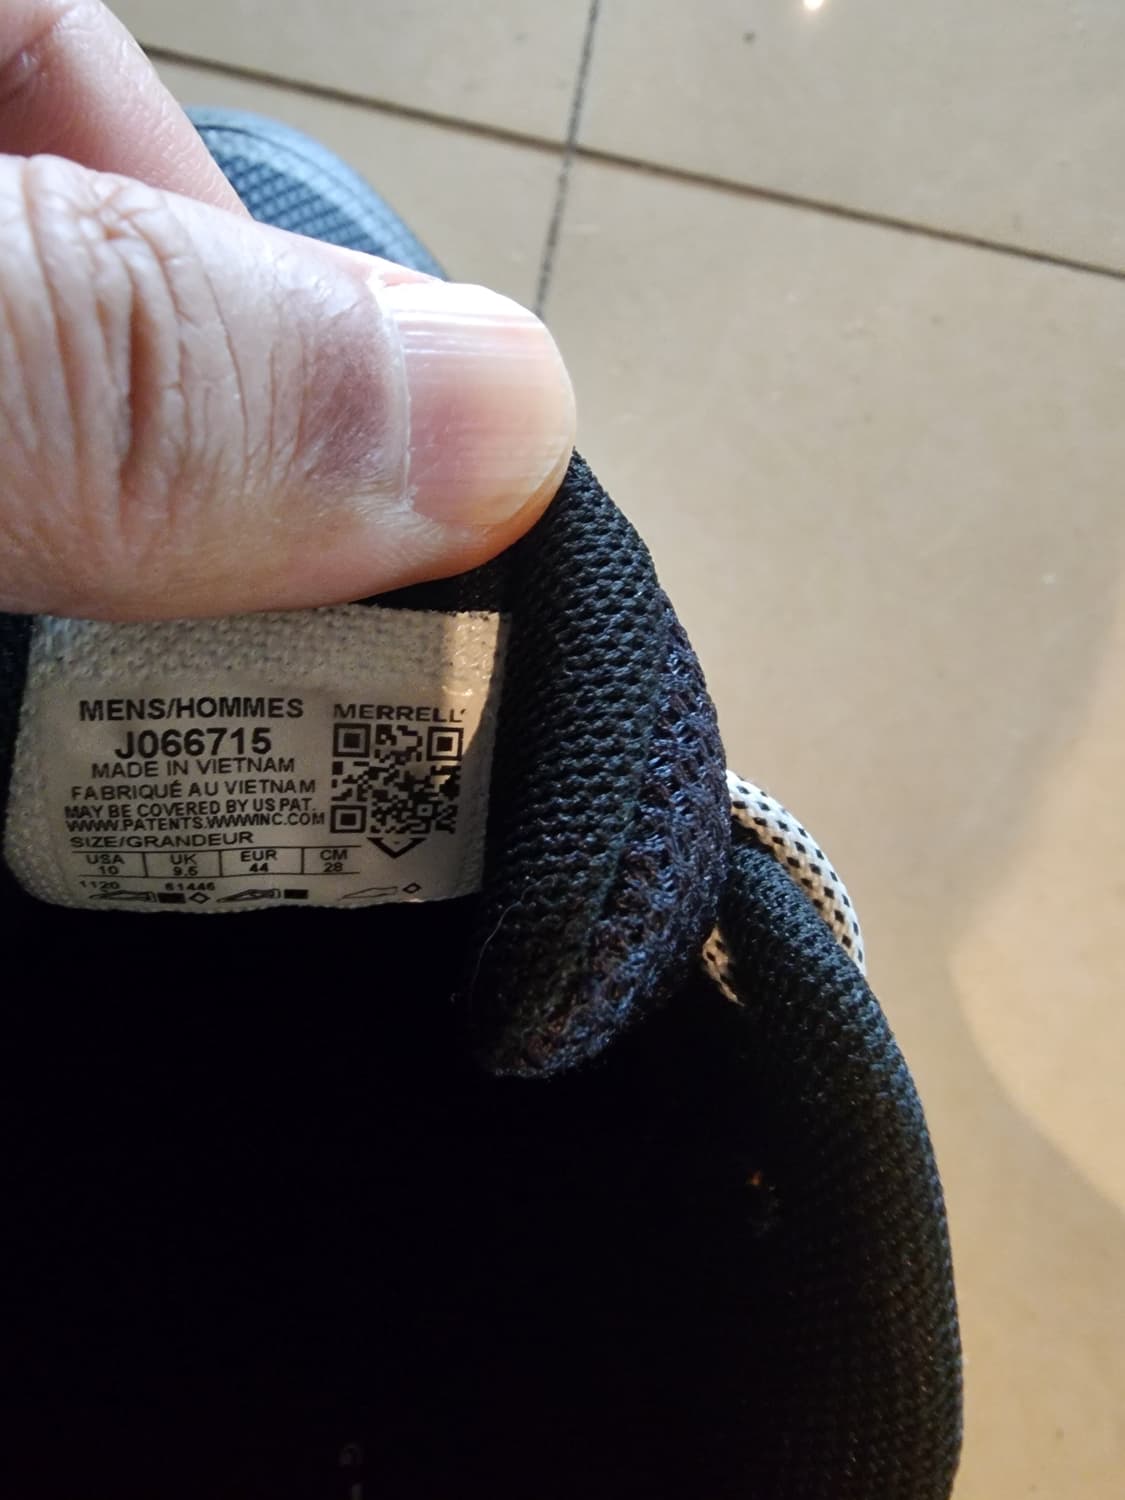 MENS/HOMMES
MERRELL
J066715
MADE IN VIETNAM
FABRIQUÉ AU VIETNAM
MAY BE COVERED BY US PAT.
WWW.PATENTS.WWWINC.COM
SIZE/GRANDEUR
USA UK EUR CM
10 9.5 44 28
1120 61446